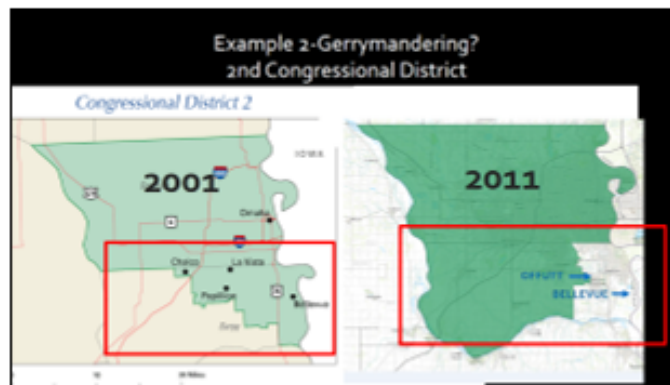 Example 2-Gerrymandering?
2nd Congressional District
Congressional District 2
IOWA
2001
Omaha
Chalco
La Vista
Papillion
Bellevue
2011
OFFUTT
BELLEVUE